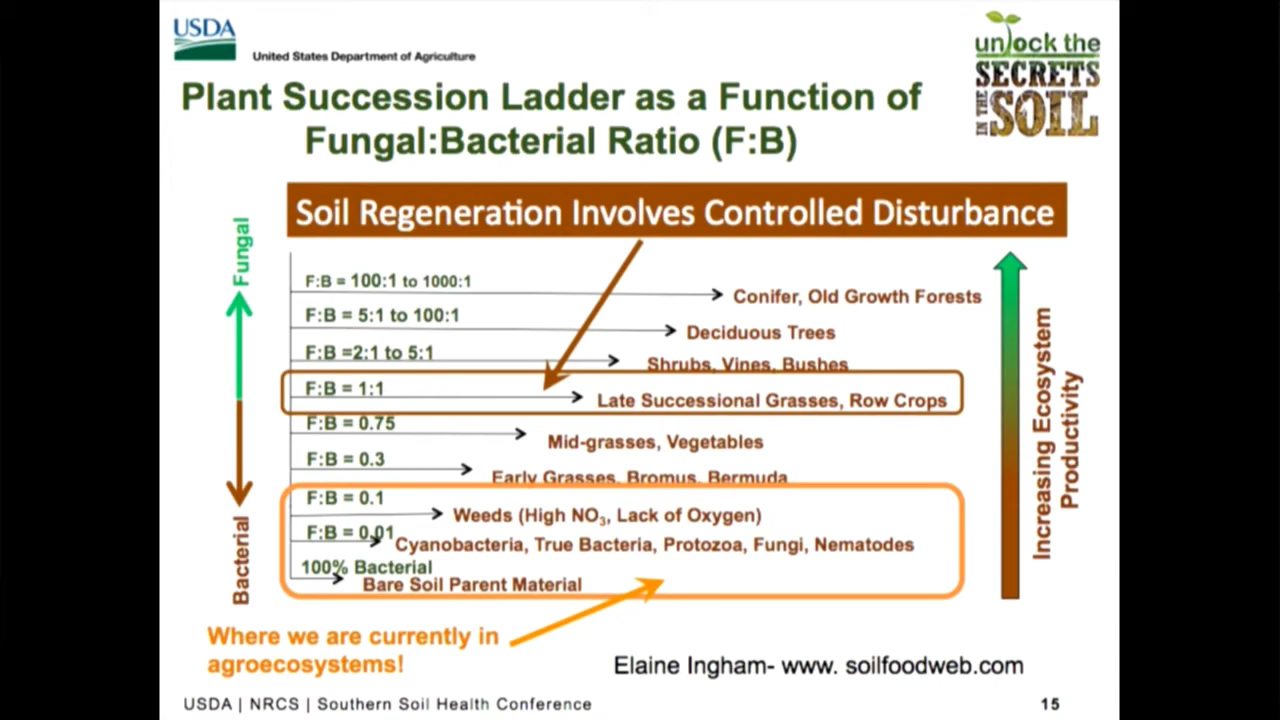 USDA
United States Department of Agriculture
unlock the
SECRETS
IN THE
SOIL
Plant Succession Ladder as a Function of
Fungal:Bacterial Ratio (F:B)
Soil Regeneration Involves Controlled Disturbance
Fungal
Bacterial
F:B = 100:1 to 1000:1
Conifer, Old Growth Forests
F:B = 5:1 to 100:1
Deciduous Trees
F:B =2:1 to 5:1
Shrubs, Vines, Bushes
F:B = 1:1
Late Successional Grasses, Row Crops
F:B = 0.75
Mid-grasses, Vegetables
F:B = 0.3
Early Grasses, Bromus, Bermuda
F:B = 0.1
Weeds (High NO₃, Lack of Oxygen)
F:B = 0.01
Cyanobacteria, True Bacteria, Protozoa, Fungi, Nematodes
100% Bacterial
Bare Soil Parent Material
Increasing Ecosystem
Productivity
Where we are currently in
agroecosystems!
Elaine Ingham- www. soilfoodweb.com
USDA | NRCS | Southern Soil Health Conference
15